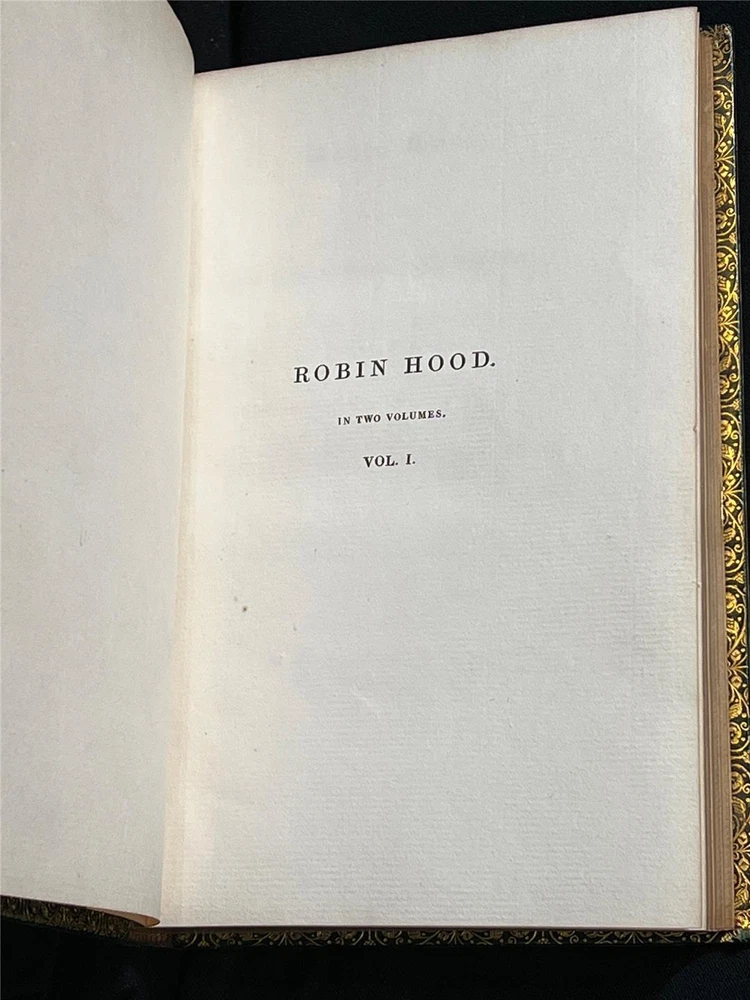 ROBIN HOOD.
IN TWO VOLUMES.
VOL. I.